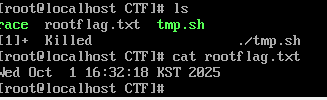 [root@localhost CTF]# ls
race  rootflag.txt  tmp.sh
[1]+  Killed                  ./tmp.sh
[root@localhost CTF]# cat rootflag.txt
Wed Oct  1 16:32:18 KST 2025
[root@localhost CTF]#